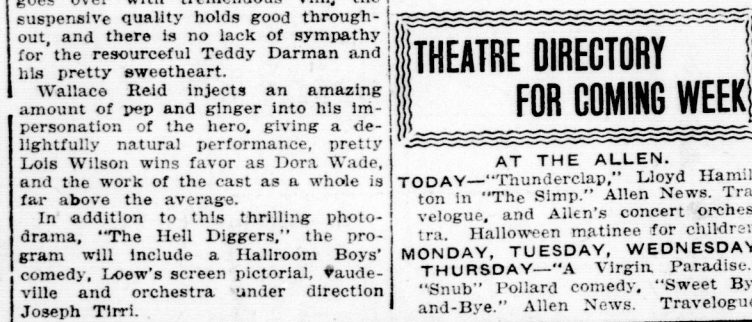 goes over with tremendous vim, the
suspensive quality holds good through-
out, and there is no lack of sympathy
for the resourceful Teddy Darman and
his pretty sweetheart.
Wallace Reid injects an amazing
amount of pep and ginger into his im-
personation of the hero, giving a de-
lightfully natural performance, pretty
Lois Wilson wins favor as Dora Wade,
and the work of the cast as a whole is
far above the average.
In addition to this thrilling photo-
drama, "The Hell Diggers," the pro-
gram will include a Hallroom Boys'
comedy, Loew's screen pictorial, vaude-
ville and orchestra under direction
Joseph Tirri.
THEATRE DIRECTORY
FOR COMING WEEK
AT THE ALLEN.
TODAY—"Thunderclap," Lloyd Hamil
ton in "The Simp." Allen News. Tra
velogue, and Allen's concert orches
tra. Halloween matinee for children
MONDAY, TUESDAY, WEDNESDAY
THURSDAY—"A Virgin Paradise.
"Snub" Pollard comedy, "Sweet By
and-Bye." Allen News. Travelogu